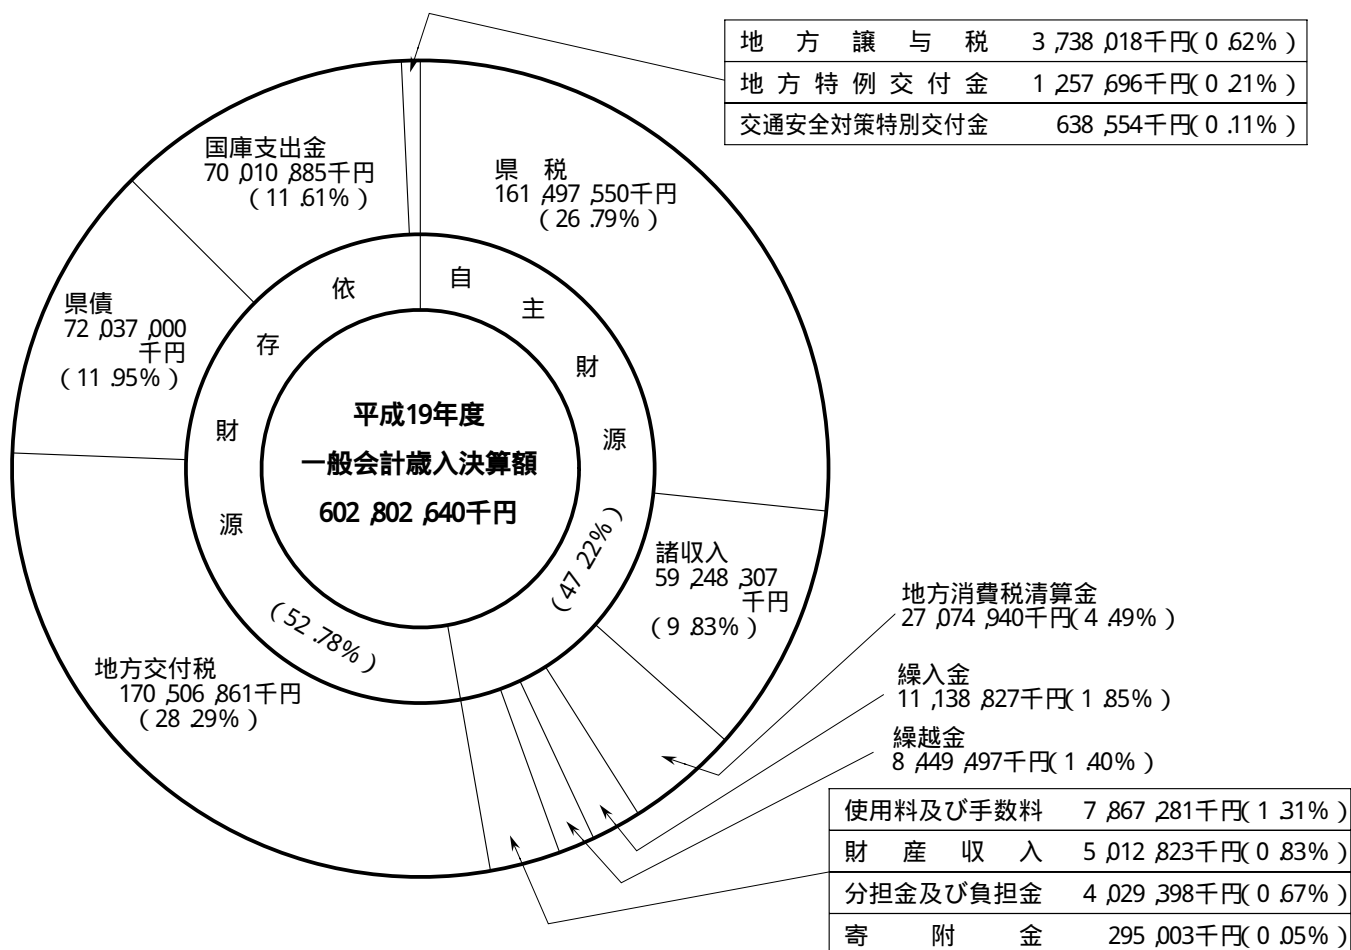 地方譲与税 3,738,018千円(0.62%)
地方特例交付金 1,257,696千円(0.21%)
交通安全対策特別交付金 638,554千円(0.11%)
国庫支出金
70,010,885千円
(11.61%)
県税
161,497,550千円
(26.79%)
県債
72,037,000
千円
(11.95%)
依存財源
(52.78%)
自主財源
(47.22%)
平成19年度
一般会計歳入決算額
602,802,640千円
諸収入
59,248,307
千円
(9.83%)
地方消費税清算金
27,074,940千円(4.49%)
地方交付税
170,506,861千円
(28.29%)
繰入金
11,138,827千円(1.85%)
繰越金
8,449,497千円(1.40%)
使用料及び手数料 7,867,281千円(1.31%)
財産収入 5,012,823千円(0.83%)
分担金及び負担金 4,029,398千円(0.67%)
寄附金 295,003千円(0.05%)